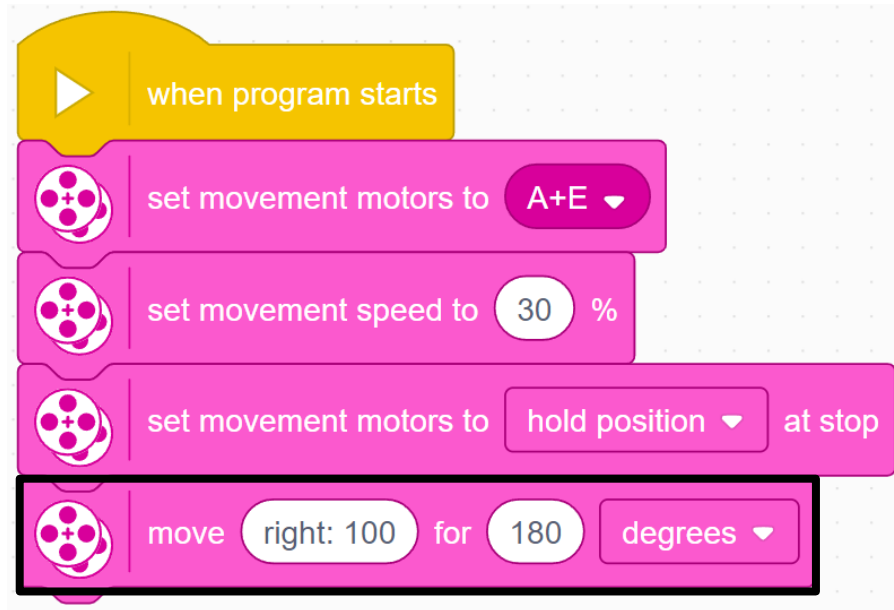 when program starts
set movement motors to A+E
set movement speed to 30 %
set movement motors to hold position at stop
move right: 100 for 180 degrees